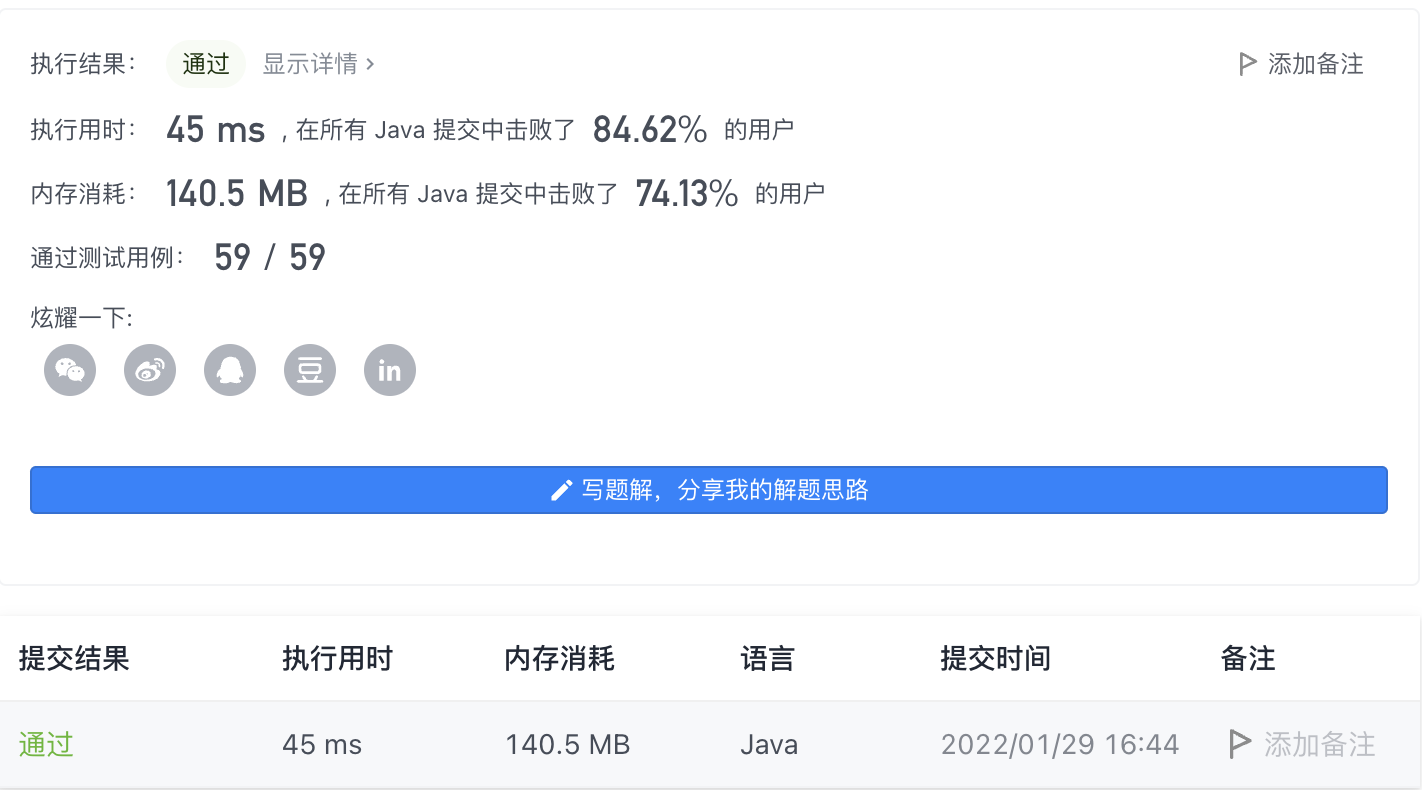 执行结果： 通过 显示详情 › 添加备注
执行用时： 45 ms , 在所有 Java 提交中击败了 84.62% 的用户
内存消耗： 140.5 MB , 在所有 Java 提交中击败了 74.13% 的用户
通过测试用例： 59 / 59
炫耀一下:
豆 in
写题解，分享我的解题思路
提交结果 执行用时 内存消耗 语言 提交时间 备注
通过 45 ms 140.5 MB Java 2022/01/29 16:44 添加备注